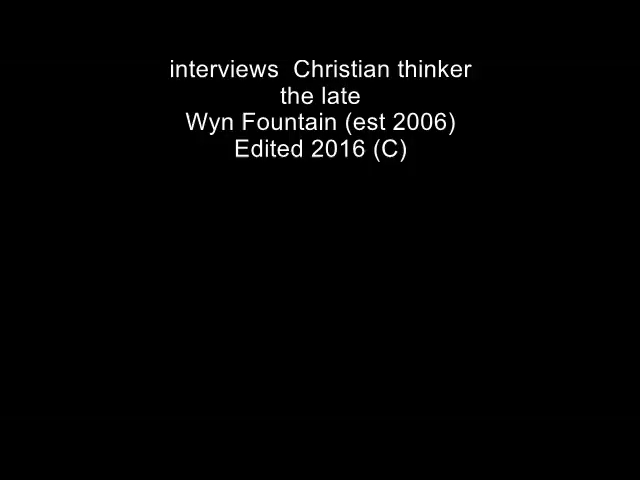 interviews  Christian thinker
the late
Wyn Fountain (est 2006)
Edited 2016 (C)